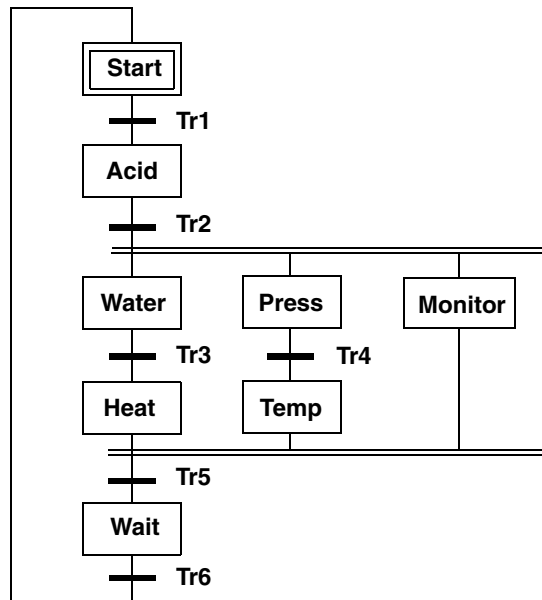 Start
Tr1
Acid
Tr2
Water
Press
Monitor
Tr3
Tr4
Heat
Temp
Tr5
Wait
Tr6